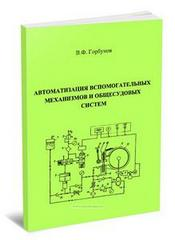 В.Ф. Горбунов
АВТОМАТИЗАЦИЯ ВСПОМОГАТЕЛЬНЫХ
МЕХАНИЗМОВ И ОБЩЕСУДОВЫХ
СИСТЕМ